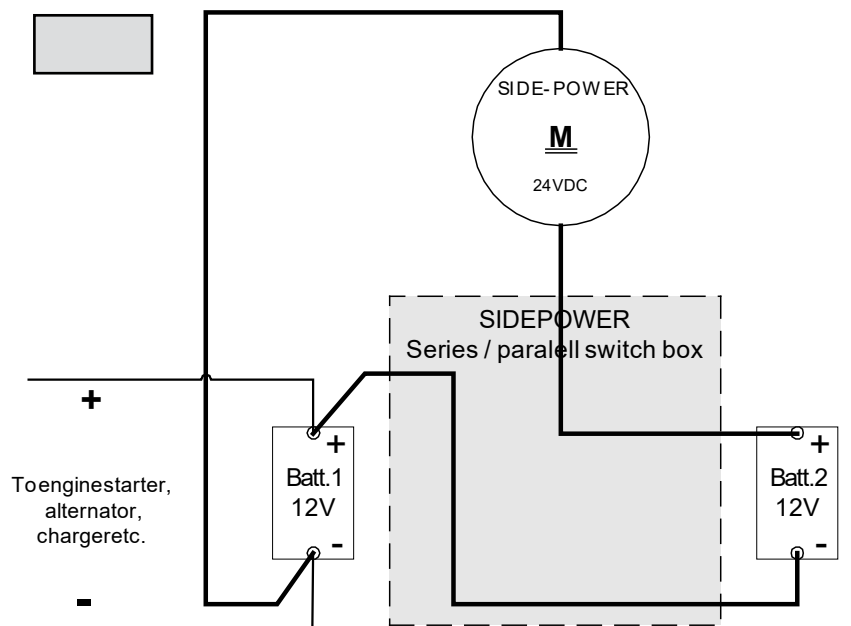 SIDE-POWER
M
24VDC
SIDEPOWER
Series / paralell switch box
+
Toenginestarter,
alternator,
chargeretc.
-
+
Batt.1
12V
-
+
Batt.2
12V
-